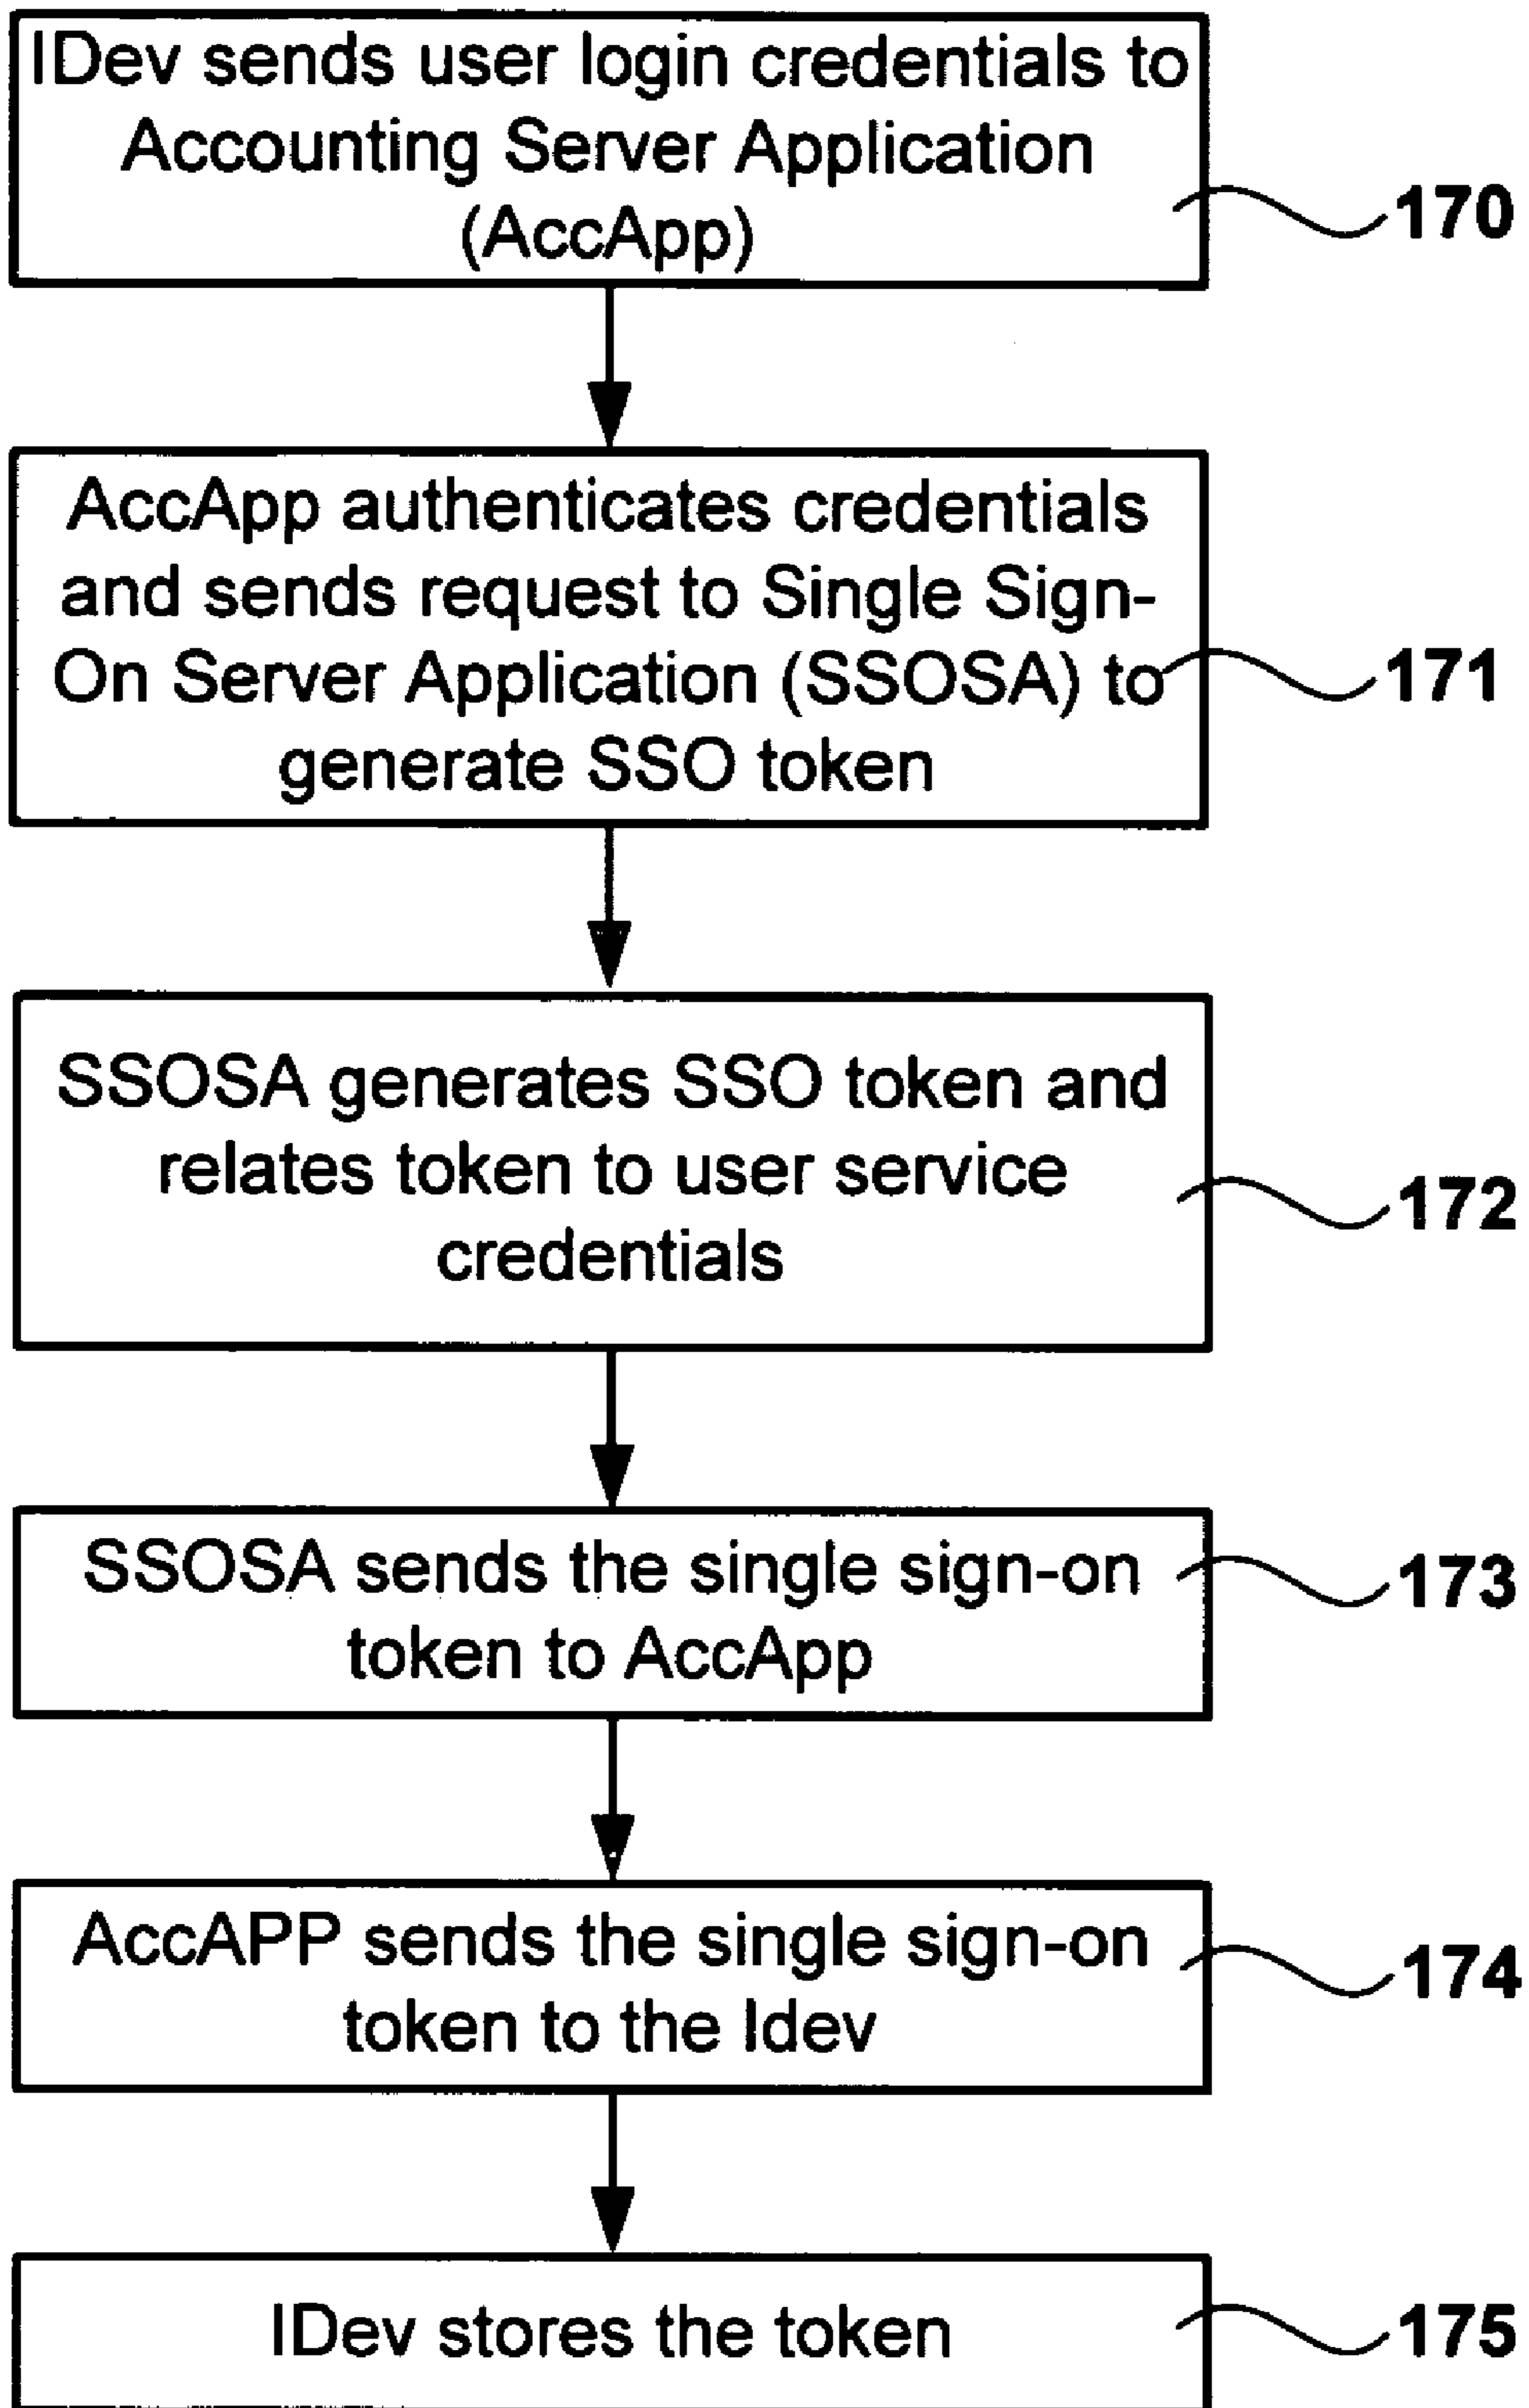 IDev sends user login credentials to
Accounting Server Application
(AccApp)
170
AccApp authenticates credentials
and sends request to Single Sign-
On Server Application (SSOSA) to
generate SSO token
171
SSOSA generates SSO token and
relates token to user service
credentials
172
SSOSA sends the single sign-on
token to AccApp
173
AccAPP sends the single sign-on
token to the Idev
174
IDev stores the token
175